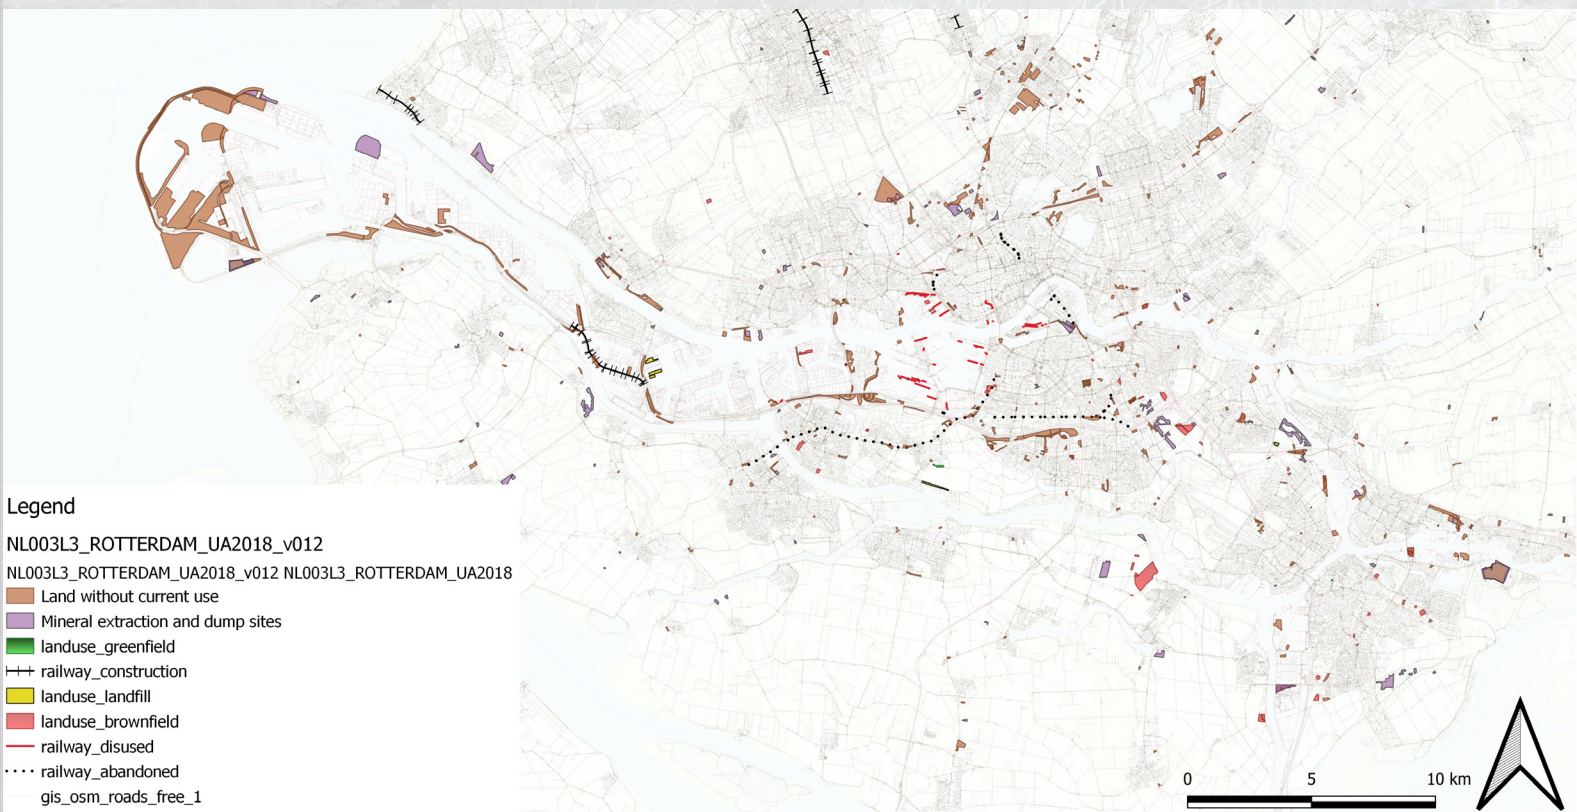 Legend
NL003L3_ROTTERDAM_UA2018_v012
NL003L3_ROTTERDAM_UA2018_v012 NL003L3_ROTTERDAM_UA2018
Land without current use
Mineral extraction and dump sites
landuse_greenfield
railway_construction
landuse_landfill
landuse_brownfield
railway_disused
railway_abandoned
gis_osm_roads_free_1
0 5 10 km